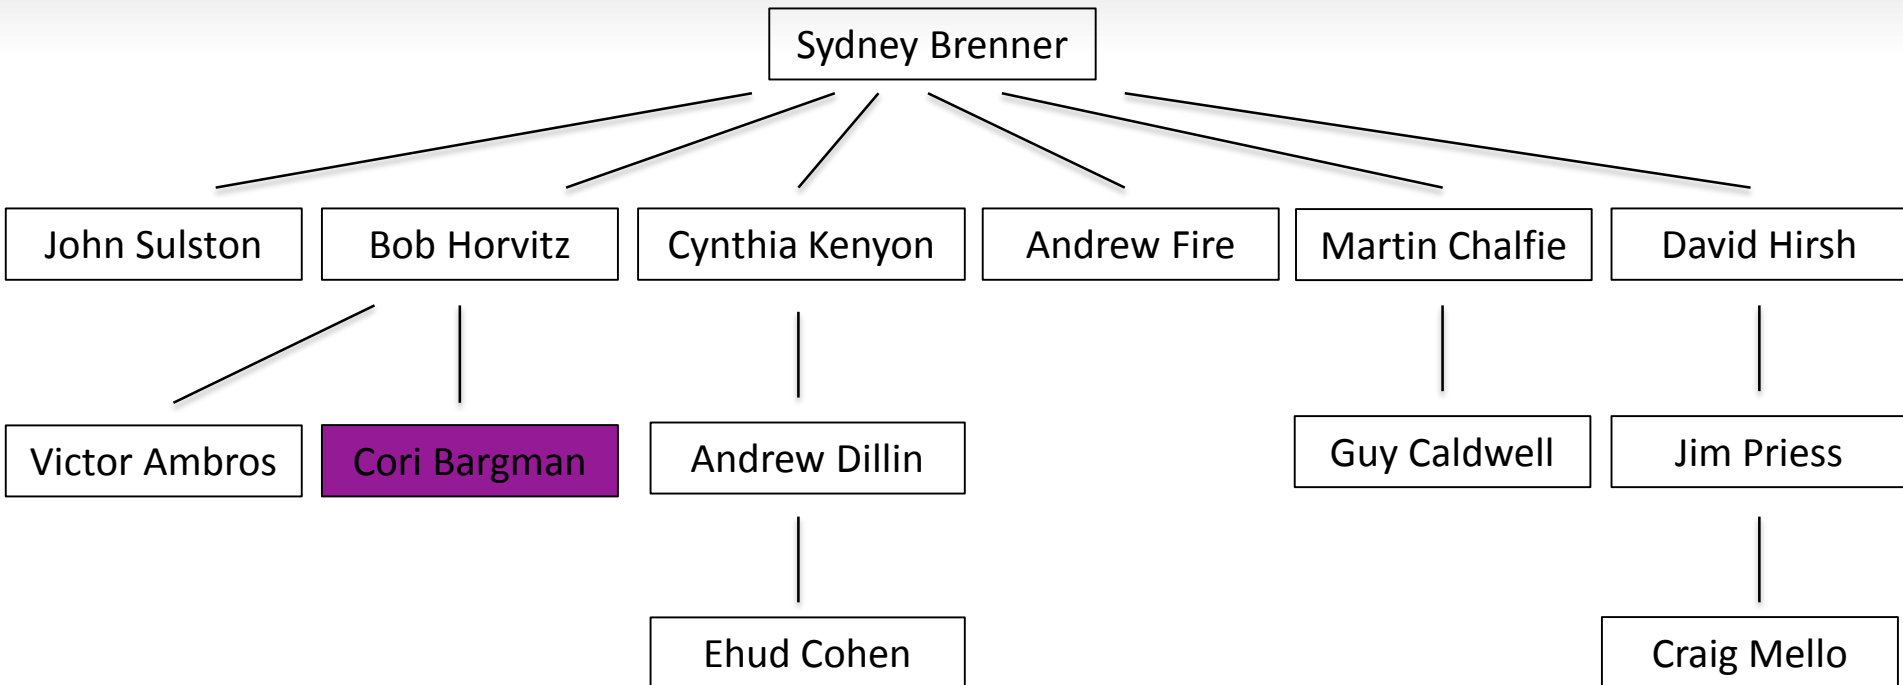 Sydney Brenner
John Sulston
Bob Horvitz
Cynthia Kenyon
Andrew Fire
Martin Chalfie
David Hirsh
Victor Ambros
Cori Bargman
Andrew Dillin
Guy Caldwell
Jim Priess
Ehud Cohen
Craig Mello